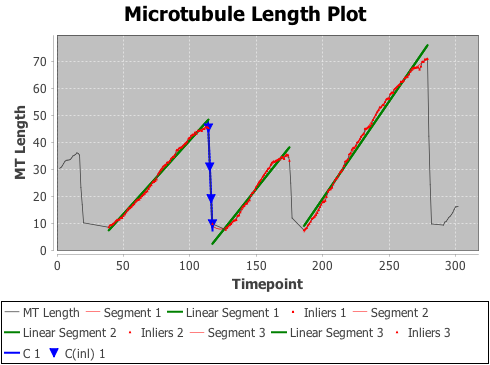 Microtubule Length Plot
MT Length
80
70
60
50
40
30
20
10
0
0 50 100 150 200 250 300
Timepoint
MT Length Segment 1 Linear Segment 1 Inliers 1 Segment 2
Linear Segment 2 Inliers 2 Segment 3 Linear Segment 3 Inliers 3
C 1 C(inl) 1